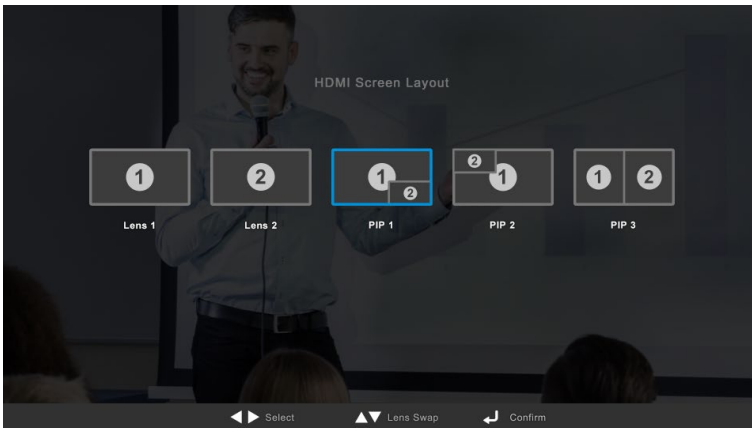 HDMI Screen Layout
1
2
1
2
2
1
1
2
Lens 1
Lens 2
PIP 1
PIP 2
PIP 3
Select
Lens Swap
Confirm